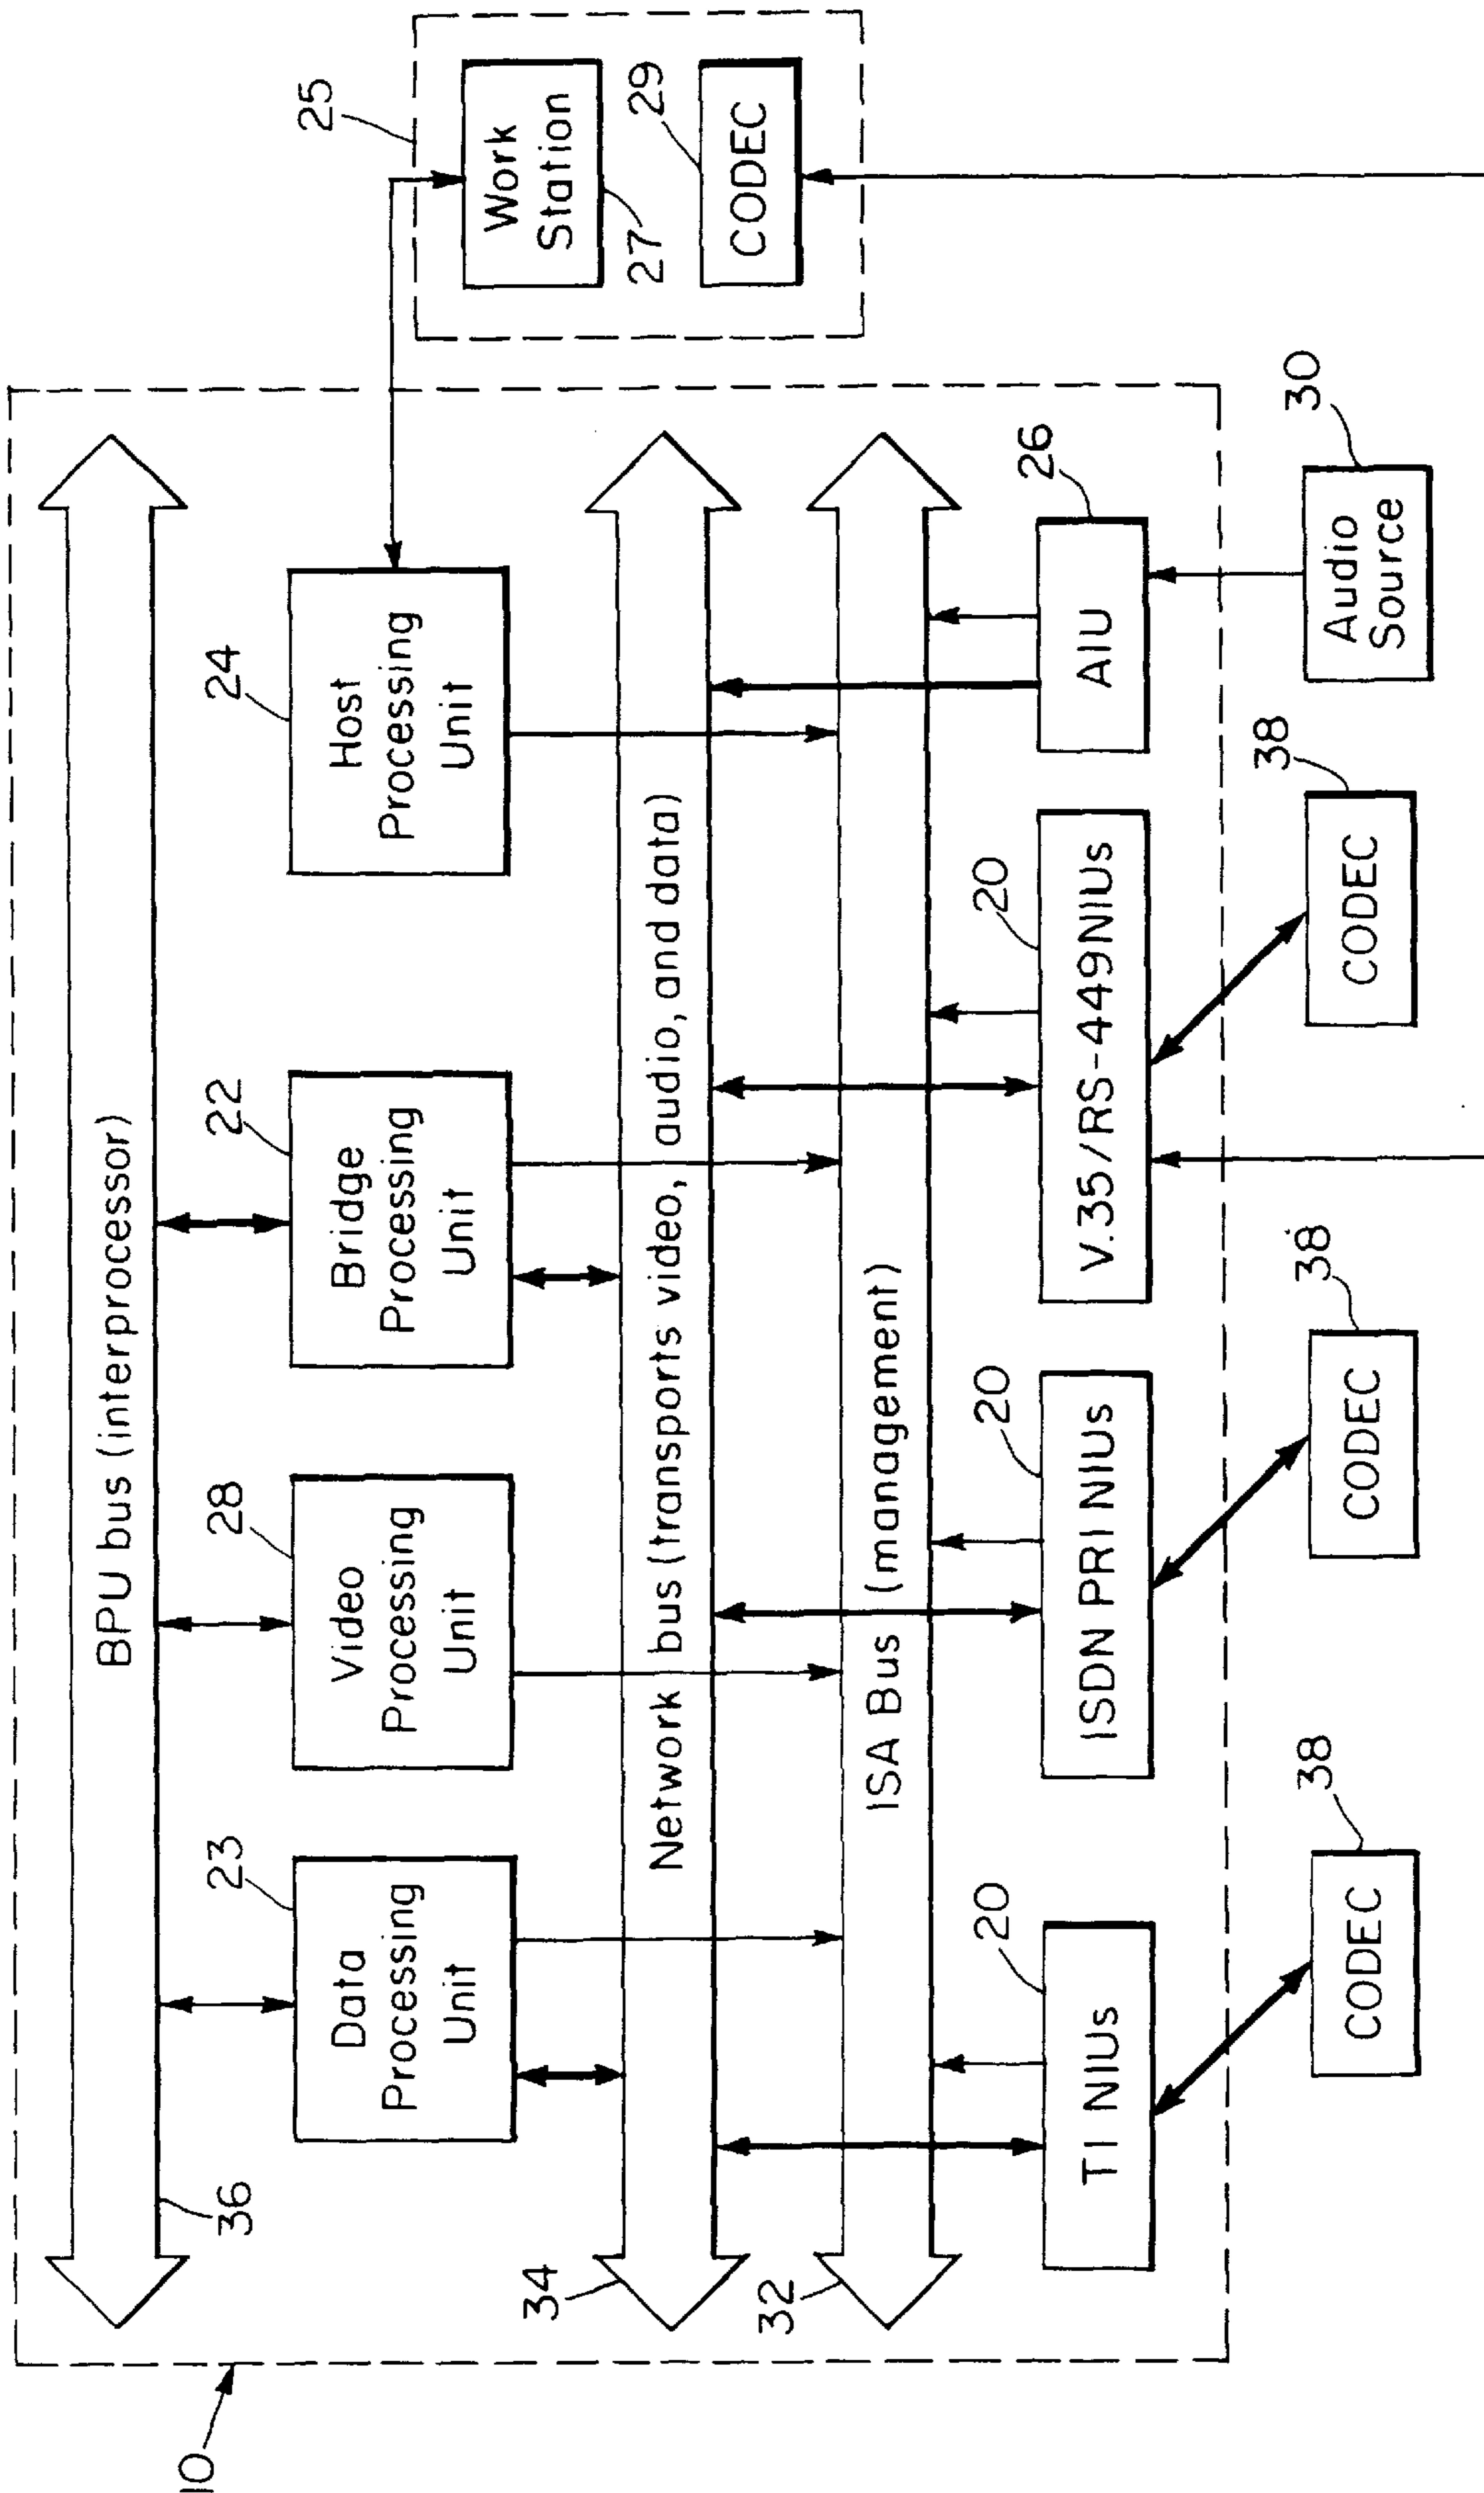 10
BPU bus (interprocessor)
36
23
Data
Processing
Unit
28
Video
Processing
Unit
22
Bridge
Processing
Unit
24
Host
Processing
Unit
25
Work
Station
27
29
CODEC
34
Network bus (transports video, audio, and data)
32
ISA Bus (management)
20
T1 NIUs
20
ISDN PRI NIUs
20
V.35/RS-449NIUs
26
AIU
38
CODEC
38
CODEC
38
CODEC
30
Audio
Source